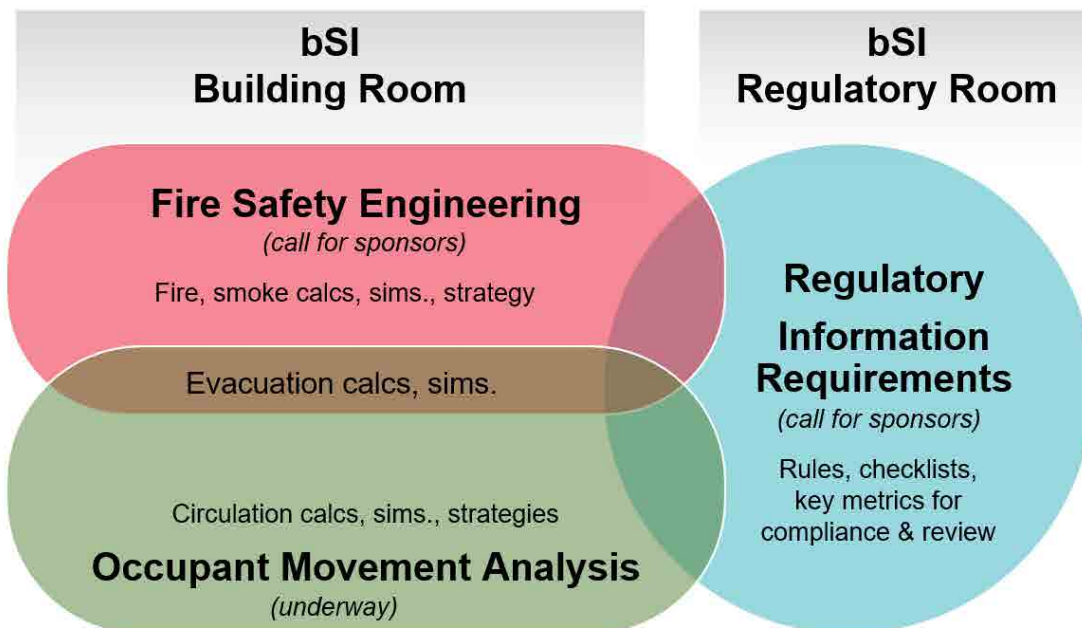 bSI
Building Room
bSI
Regulatory Room
Fire Safety Engineering
(call for sponsors)
Fire, smoke calcs, sims., strategy
Evacuation calcs, sims.
Circulation calcs, sims., strategies
Occupant Movement Analysis
(underway)
Regulatory
Information
Requirements
(call for sponsors)
Rules, checklists,
key metrics for
compliance & review